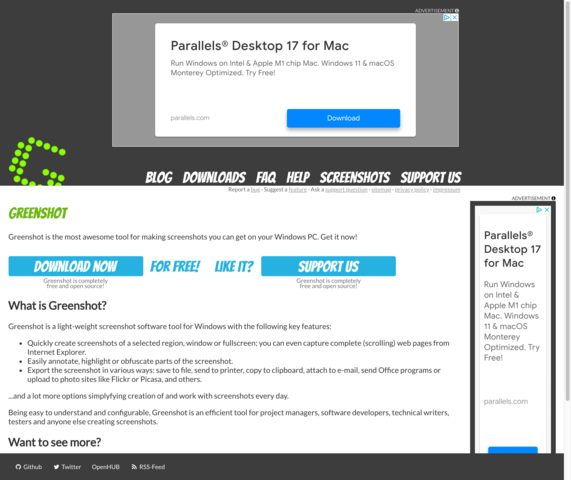 ADVERTISEMENT
Parallels® Desktop 17 for Mac
Run Windows on Intel & Apple M1 chip Mac. Windows 11 & macOS
Monterey Optimized. Try Free!
parallels.com
Download
BLOG DOWNLOADS FAQ HELP SCREENSHOTS SUPPORT US
Report a bug · Suggest a feature · Ask a support question · sitemap · privacy policy · impressum
GREENSHOT
Greenshot is the most awesome tool for making screenshots you can get on your Windows PC. Get it now!
DOWNLOAD NOW FOR FREE! LIKE IT? SUPPORT US
Greenshot is completely
free and open source!
Greenshot is completely
free and open source!
What is Greenshot?
Greenshot is a light-weight screenshot software tool for Windows with the following key features:
• Quickly create screenshots of a selected region, window or fullscreen; you can even capture complete (scrolling) web pages from
Internet Explorer.
• Easily annotate, highlight or obfuscate parts of the screenshot.
• Export the screenshot in various ways: save to file, send to printer, copy to clipboard, attach to e-mail, send Office programs or
upload to photo sites like Flickr or Picasa, and others.
...and a lot more options simplyfying creation of and work with screenshots every day.
Being easy to understand and configurable, Greenshot is an efficient tool for project managers, software developers, technical writers,
testers and anyone else creating screenshots.
Want to see more?
ADVERTISEMENT
Parallels®
Desktop 17
for Mac
Run Windows
on Intel &
Apple M1 chip
Mac. Windows
11 & macOS
Monterey
Optimized. Try
Free!
parallels.com
Github Twitter OpenHUB RSS-Feed